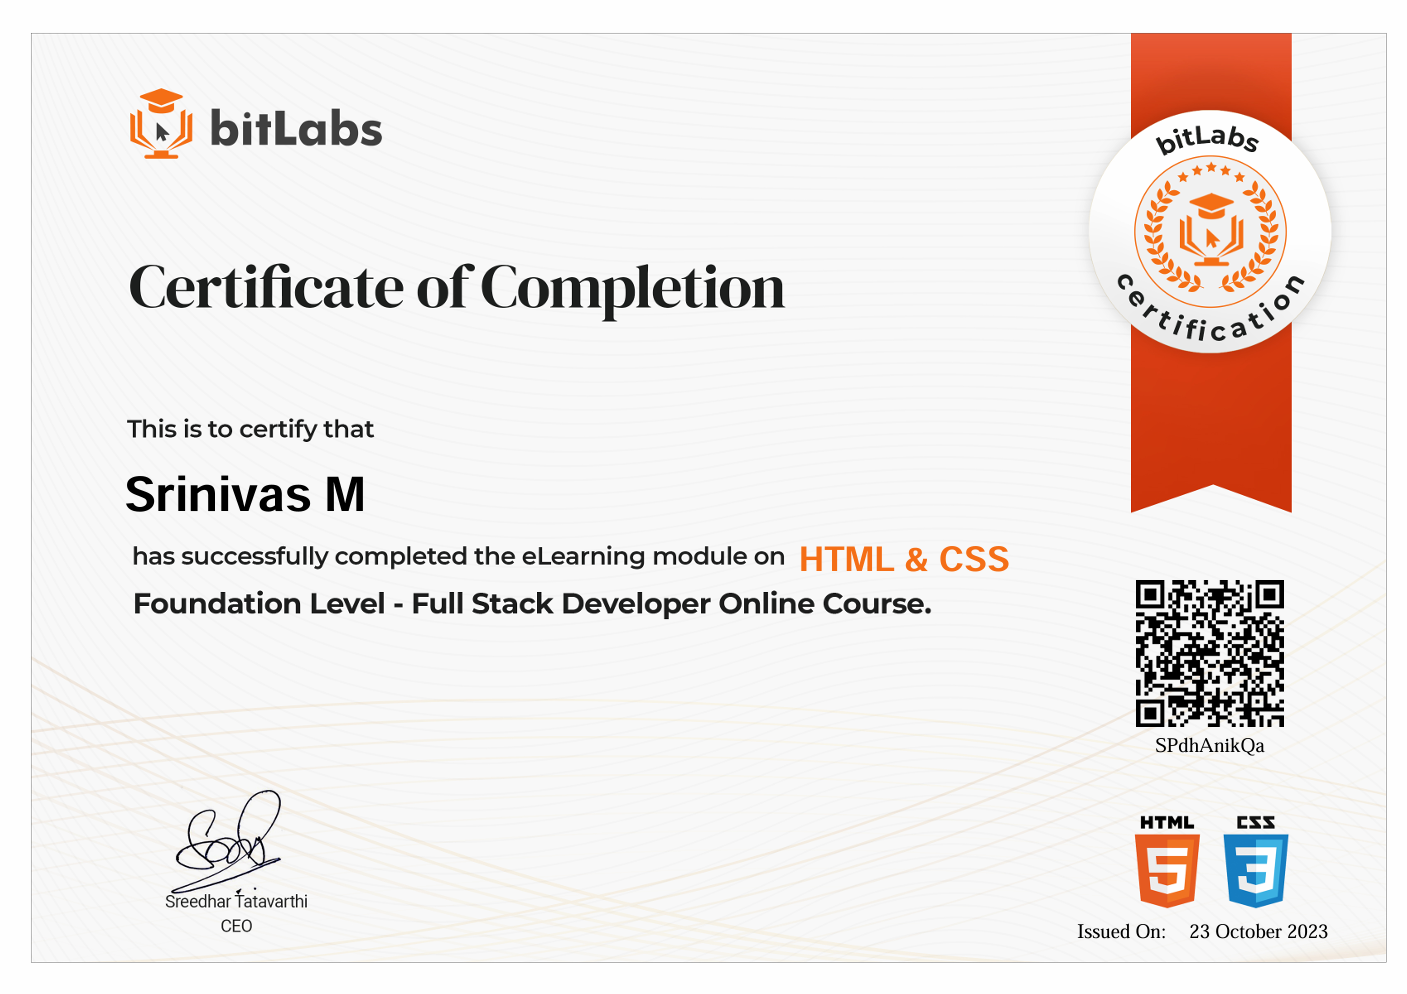 bitLabs
bitLabs
certification
Certificate of Completion
This is to certify that
Srinivas M
has successfully completed the eLearning module on HTML & CSS
Foundation Level - Full Stack Developer Online Course.
SPdhAnikQa
HTML CSS
5 3
Sreedhar Tatavarthi
CEO
Issued On: 23 October 2023